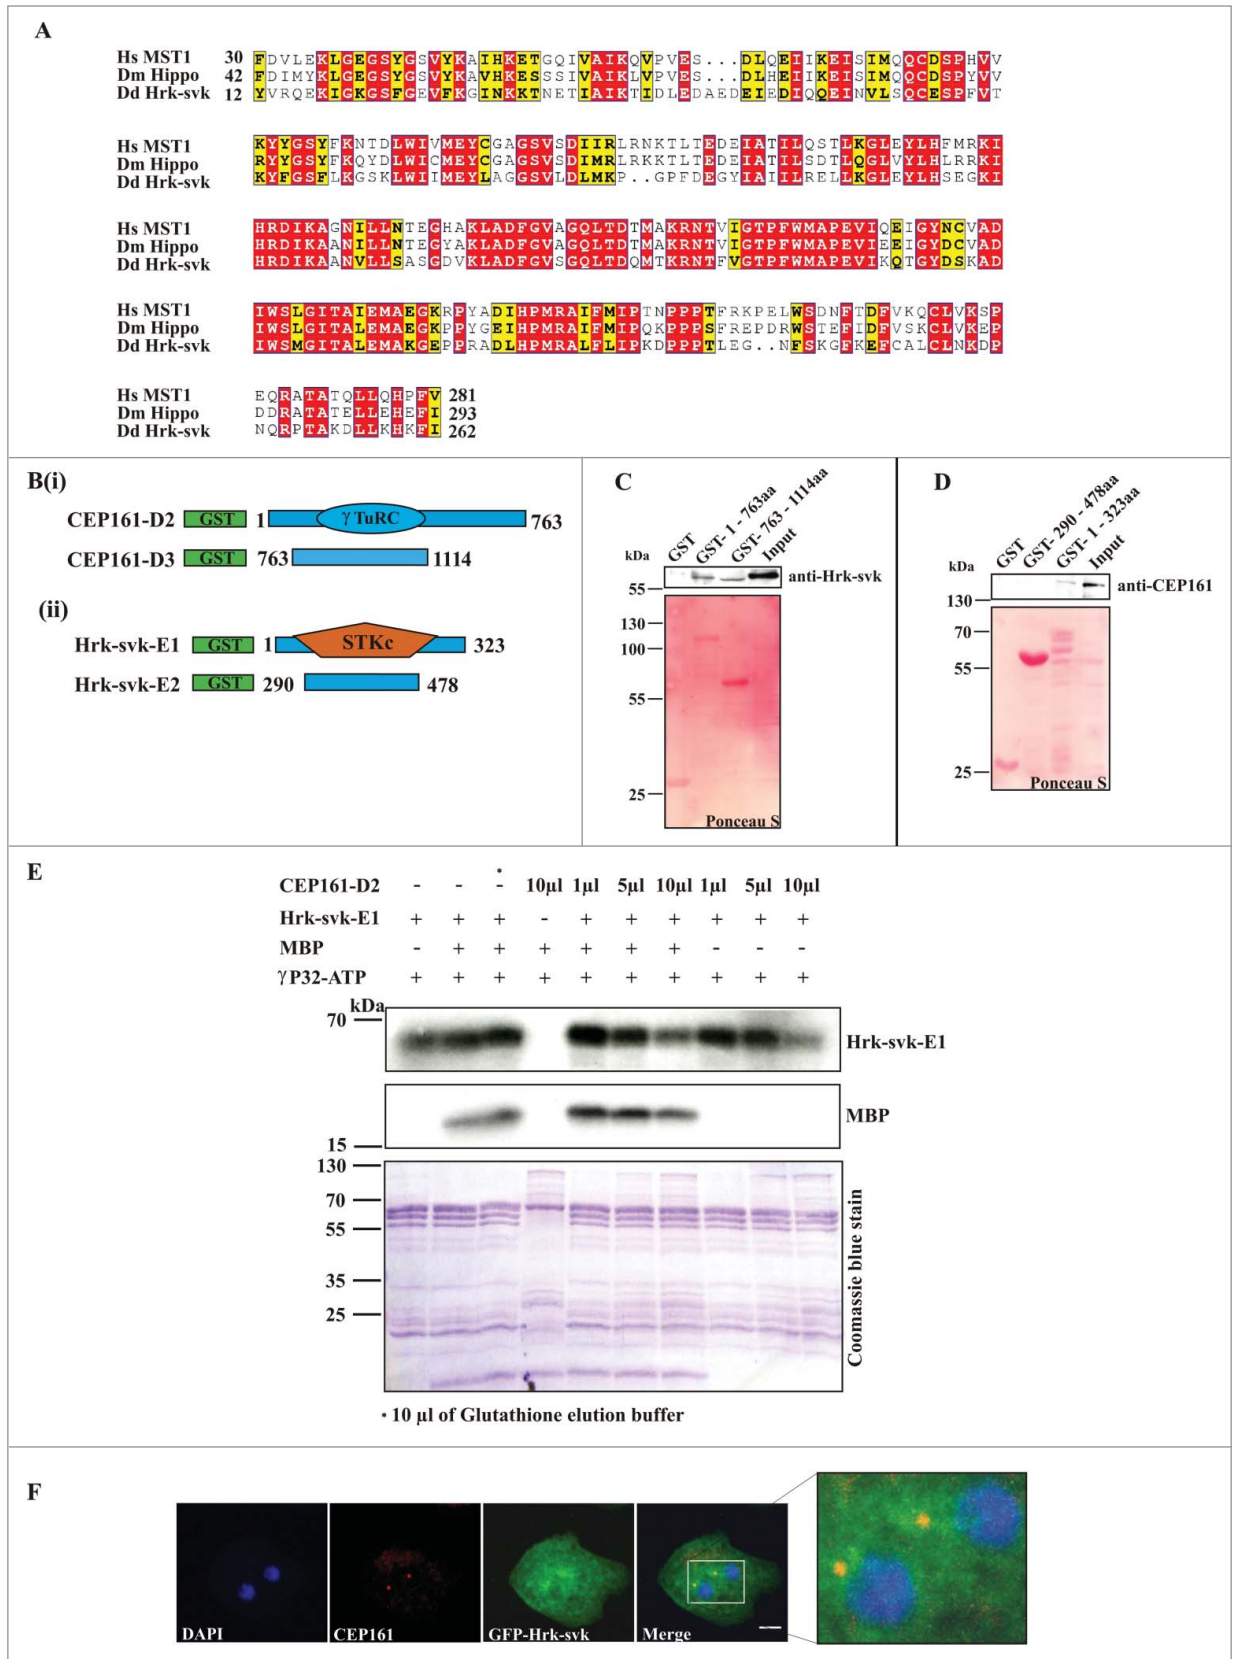 A
Hs MST1 30 FDVLEKLGEGSYGSVYKAIHKETGQIVAIKQVPVES...DLQEIIKEISIMQQCDSPHVV
Dm Hippo 42 FDIMYKLGEGSYGSVYKAVHKESSSIVAIKLVPVES...DLHEIIKEISIMQQCDSPYVV
Dd Hrk-svk 12 YVRQEKIGKGSFGEVFKGINKKTNETIAIKTIDLEDAEDEIEDIQQEINVLSQCESPFVT
Hs MST1 KYYGSYFKNTDLWIVMEYCGAGSVSDIIRLRNKTLTEDEIATILQSTLKGLEYLHFMRKI
Dm Hippo RYYGSYFKQYDLWICMEYCGAGSVSDIMRLRKKTLTEDEIATILSDTLQGLVYLHLRRKI
Dd Hrk-svk KYFGSFLKGSKLWIIMEYLAGGSVLDLMKP..GPFDEGYIAIILRELLKGLEYLHSEGKI
Hs MST1 HRDIKAGNILLNTEGHAKLADFGVAGQLTDTMAKRNTVIGTPFWMAPEVIQEIGYNCVAD
Dm Hippo HRDIKAANILLNTEGYAKLADFGVAGQLTDTMAKRNTVIGTPFWMAPEVIEEIGYDCVAD
Dd Hrk-svk HRDIKAANVLLSASGDVKLADFGVSGQLTDQMTKRNTFVGTPFWMAPEVIKQTGYDSKAD
Hs MST1 IWSLGITAIEMAEGKRPYADIHPMRAIFMIPTNPPPTFRKPELWSDNFTDFVKQCLVKSP
Dm Hippo IWSLGITALEMAEGKPPYGEIHPMRAIFMIPQKPPPSFREPDRWSTEFIDFVSKCLVKEP
Dd Hrk-svk IWSMGITALEMAKGEPPRADLHPMRALFLIPKDPPPTLEG..NFSKGFKEFCALCLNKDP
Hs MST1 EQRATATQLLQHPFV 281
Dm Hippo DDRATATELLEHEFI 293
Dd Hrk-svk NQRPTAKDLLKHKFI 262
B(i)
CEP161-D2 GST 1 γTuRC 763
CEP161-D3 GST 763 1114
(ii)
Hrk-svk-E1 GST 1 STKc 323
Hrk-svk-E2 GST 290 478
C
GST
GST- 1 - 763aa
GST- 763 - 1114aa
Input
kDa
anti-Hrk-svk
55
130
100
55
25
Ponceau S
D
GST
GST- 290 - 478aa
GST- 1 - 323aa
Input
kDa
anti-CEP161
130
70
55
25
Ponceau S
E
CEP161-D2 - - *- 10µl 1µl 5µl 10µl 1µl 5µl 10µl
Hrk-svk-E1 + + + - + + + + + +
MBP - + + + + + + - - -
γP32-ATP + + + + + + + + + +
kDa
70
Hrk-svk-E1
MBP
15
130
70
55
35
25
Coomassie blue stain
* 10 µl of Glutathione elution buffer
F
DAPI
CEP161
GFP-Hrk-svk
Merge